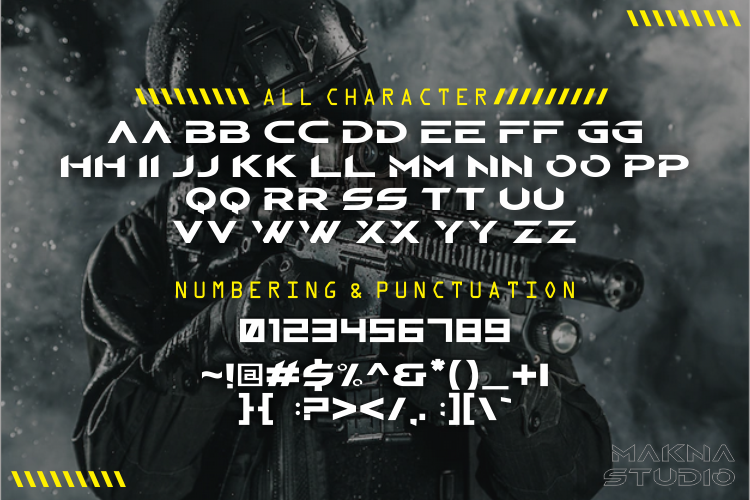 ALL CHARACTER
AA BB CC DD EE FF GG
HH II JJ KK LL MM NN OO PP
QQ RR SS TT UU
VV WW XX YY ZZ
NUMBERING & PUNCTUATION
0123456789
~!@#$%^&*()_+|
}{ :?></,. :][\`
MAKNA
STUDIO